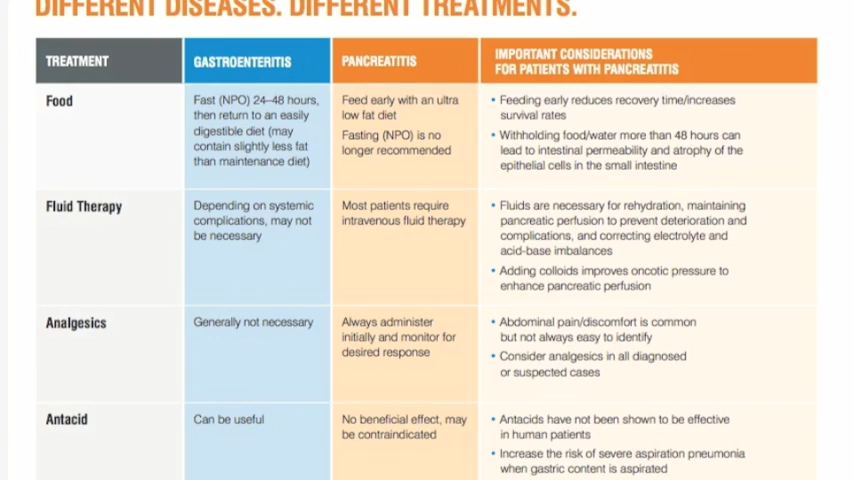 DIFFERENT DISEASES. DIFFERENT TREATMENTS.
TREATMENT
GASTROENTERITIS
PANCREATITIS
IMPORTANT CONSIDERATIONS
FOR PATIENTS WITH PANCREATITIS
Food
Fast (NPO) 24–48 hours,
then return to an easily
digestible diet (may
contain slightly less fat
than maintenance diet)
Feed early with an ultra
low fat diet
Fasting (NPO) is no
longer recommended
• Feeding early reduces recovery time/increases
survival rates
• Withholding food/water more than 48 hours can
lead to intestinal permeability and atrophy of the
epithelial cells in the small intestine
Fluid Therapy
Depending on systemic
complications, may not
be necessary
Most patients require
intravenous fluid therapy
• Fluids are necessary for rehydration, maintaining
pancreatic perfusion to prevent deterioration and
complications, and correcting electrolyte and
acid-base imbalances
• Adding colloids improves oncotic pressure to
enhance pancreatic perfusion
Analgesics
Generally not necessary
Always administer
initially and monitor for
desired response
• Abdominal pain/discomfort is common
but not always easy to identify
• Consider analgesics in all diagnosed
or suspected cases
Antacid
Can be useful
No beneficial effect, may
be contraindicated
• Antacids have not been shown to be effective
in human patients
• Increase the risk of severe aspiration pneumonia
when gastric content is aspirated